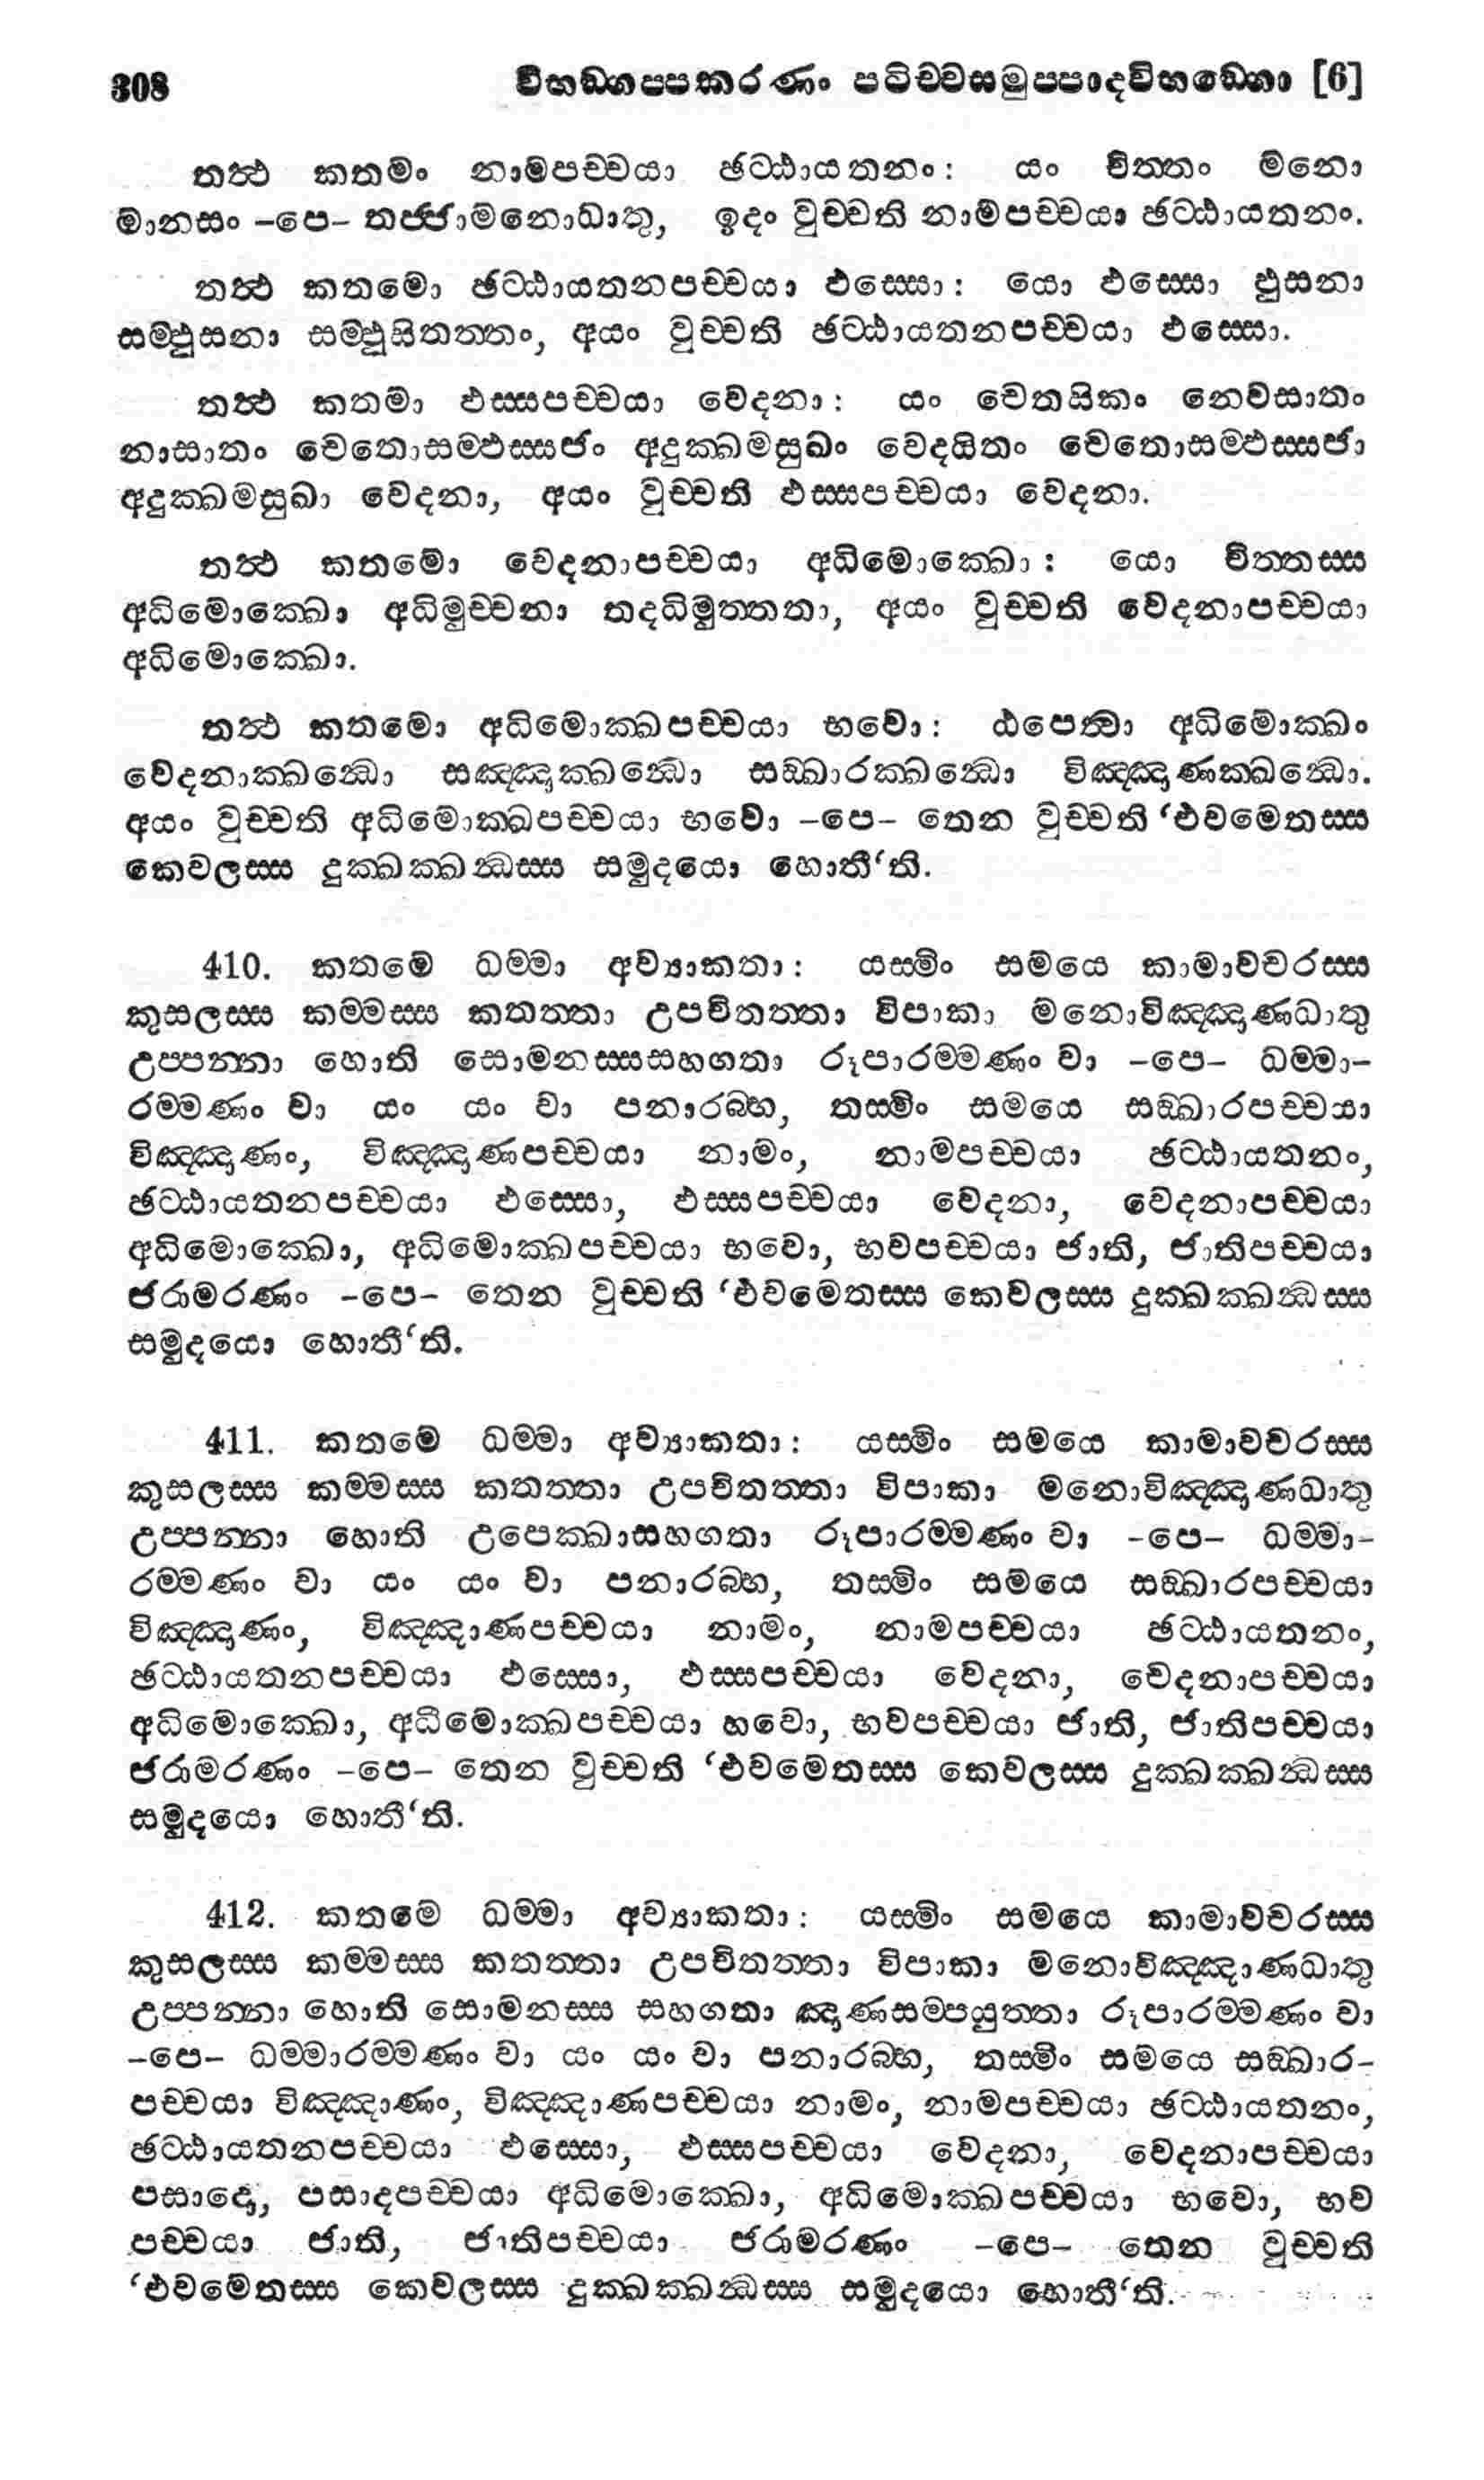 308 විභඞ්ගප්පකරණං පටිච්චසමුප්පාදවිභඞ්ගො [6]
තත්ථ කතමං නාමපච්චයා ඡට්ඨායතනං: යං චිත්තං මනො
මානසං –පෙ– තජ්ජාමනොධාතු, ඉදං වුච්චති නාමපච්චයා ඡට්ඨායතනං.
තත්ථ කතමො ඡට්ඨායතනපච්චයා ඵස්සො: යො ඵස්සො ඵුසනා
සම්ඵුසනා සම්ඵුසිතත්තං, අයං වුච්චති ඡට්ඨායතනපච්චයා ඵස්සො.
තත්ථ කතමා ඵස්සපච්චයා වේදනා: යං චෙතසිකං නෙවසාතං
නාසාතං චෙතොසම්ඵස්සජං අදුක්ඛමසුඛං වෙදයිතං චෙතොසම්ඵස්සජා
අදුක්ඛමසුඛා වේදනා, අයං වුච්චති ඵස්සපච්චයා වේදනා.
තත්ථ කතමො වේදනාපච්චයා අධිමොක්ඛො: යො චිත්තස්ස
අධිමොක්ඛො අධිමුච්චනා තදධිමුත්තතා, අයං වුච්චති වේදනාපච්චයා
අධිමොක්ඛො.
තත්ථ කතමො අධිමොක්ඛපච්චයා භවො: ඨපෙත්වා අධිමොක්ඛං
වේදනාක්ඛන්ධො සඤ්ඤාක්ඛන්ධො සඞ්ඛාරක්ඛන්ධො විඤ්ඤාණක්ඛන්ධො.
අයං වුච්චති අධිමොක්ඛපච්චයා භවො –පෙ– තෙන වුච්චති ‘එවමෙතස්ස
කෙවලස්ස දුක්ඛක්ඛන්ධස්ස සමුදයො හොතී‘ති.
410. කතමෙ ධම්මා අව්‍යාකතා: යස්මිං සමයෙ කාමාවචරස්ස
කුසලස්ස කම්මස්ස කතත්තා උපචිතත්තා විපාකා මනොවිඤ්ඤාණධාතු
උප්පන්නා හොති සොමනස්සසහගතා රූපාරම්මණං වා –පෙ– ධම්මා–
රම්මණං වා යං යං වා පනාරබ්භ, තස්මිං සමයෙ සඞ්ඛාරපච්චයා
විඤ්ඤාණං, විඤ්ඤාණපච්චයා නාමං, නාමපච්චයා ඡට්ඨායතනං,
ඡට්ඨායතනපච්චයා ඵස්සො, ඵස්සපච්චයා වේදනා, වේදනාපච්චයා
අධිමොක්ඛො, අධිමොක්ඛපච්චයා භවො, භවපච්චයා ජාති, ජාතිපච්චයා
ජරාමරණං –පෙ– තෙන වුච්චති ‘එවමෙතස්ස කෙවලස්ස දුක්ඛක්ඛන්ධස්ස
සමුදයො හොතී‘ති.
411. කතමෙ ධම්මා අව්‍යාකතා: යස්මිං සමයෙ කාමාවචරස්ස
කුසලස්ස කම්මස්ස කතත්තා උපචිතත්තා විපාකා මනොවිඤ්ඤාණධාතු
උප්පන්නා හොති උපෙක්ඛාසහගතා රූපාරම්මණං වා –පෙ– ධම්මා–
රම්මණං වා යං යං වා පනාරබ්භ, තස්මිං සමයෙ සඞ්ඛාරපච්චයා
විඤ්ඤාණං, විඤ්ඤාණපච්චයා නාමං, නාමපච්චයා ඡට්ඨායතනං,
ඡට්ඨායතනපච්චයා ඵස්සො, ඵස්සපච්චයා වේදනා, වේදනාපච්චයා
අධිමොක්ඛො, අධිමොක්ඛපච්චයා භවො, භවපච්චයා ජාති, ජාතිපච්චයා
ජරාමරණං –පෙ– තෙන වුච්චති ‘එවමෙතස්ස කෙවලස්ස දුක්ඛක්ඛන්ධස්ස
සමුදයො හොතී‘ති.
412. කතමෙ ධම්මා අව්‍යාකතා: යස්මිං සමයෙ කාමාවචරස්ස
කුසලස්ස කම්මස්ස කතත්තා උපචිතත්තා විපාකා මනොවිඤ්ඤාණධාතු
උප්පන්නා හොති සොමනස්ස සහගතා ඤාණසම්පයුත්තා රූපාරම්මණං වා
–පෙ– ධම්මාරම්මණං වා යං යං වා පනාරබ්භ, තස්මිං සමයෙ සඞ්ඛාර–
පච්චයා විඤ්ඤාණං, විඤ්ඤාණපච්චයා නාමං, නාමපච්චයා ඡට්ඨායතනං,
ඡට්ඨායතනපච්චයා ඵස්සො, ඵස්සපච්චයා වේදනා, වේදනාපච්චයා
පසාදො, පසාදපච්චයා අධිමොක්ඛො, අධිමොක්ඛපච්චයා භවො, භව
පච්චයා ජාති, ජාතිපච්චයා ජරාමරණං –පෙ– තෙන වුච්චති
‘එවමෙතස්ස කෙවලස්ස දුක්ඛක්ඛන්ධස්ස සමුදයො හොතී‘ති.